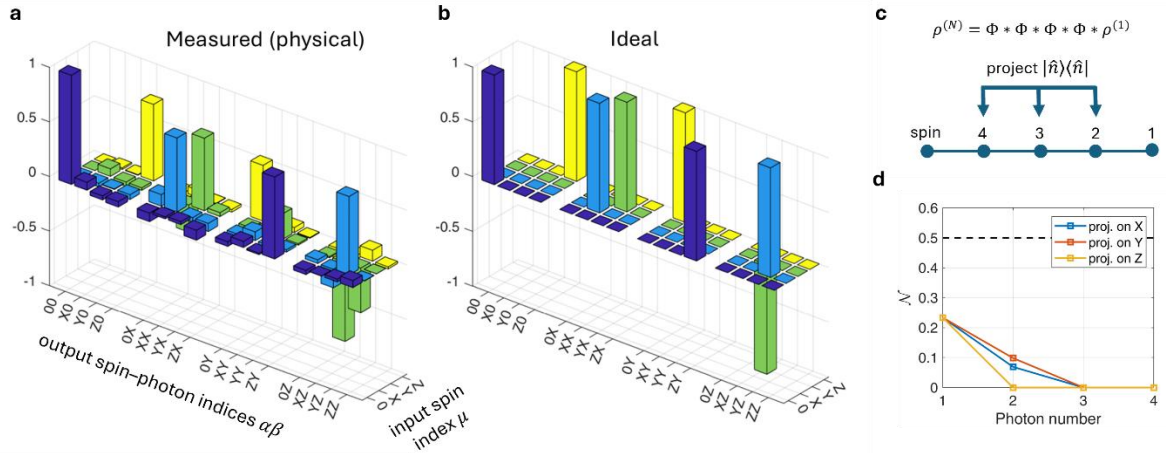 a
Measured (physical)
1
0.5
0
-0.5
-1
00
X0
Y0
Z0
0X
XX
YX
ZX
0Y
XY
YY
ZY
0Z
XZ
YZ
ZZ
0
X
Y
Z
output spin–photon indices αβ
input spin
index μ
b
Ideal
1
0.5
0
-0.5
-1
00
X0
Y0
Z0
0X
XX
YX
ZX
0Y
XY
YY
ZY
0Z
XZ
YZ
ZZ
0
X
Y
Z
c
ρ⁽ᴺ⁾ = Φ ∗ Φ ∗ Φ ∗ Φ ∗ ρ⁽¹⁾
project |n̂⟩⟨n̂|
spin 4 3 2 1
d
0.6
0.5
0.4
0.3
0.2
0.1
0
𝒩
proj. on X
proj. on Y
proj. on Z
1 2 3 4
Photon number